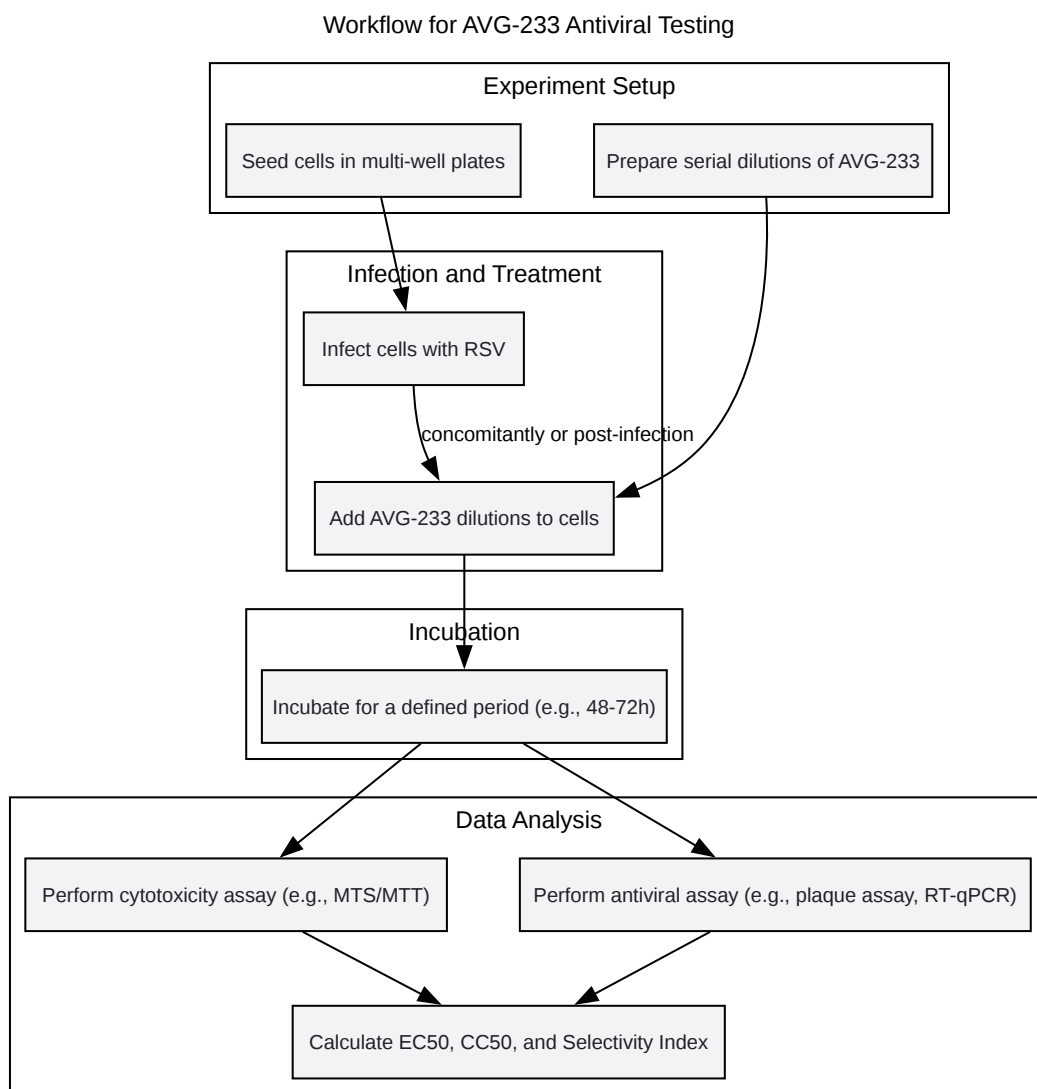 Workflow for AVG-233 Antiviral Testing
Experiment Setup
Seed cells in multi-well plates
Prepare serial dilutions of AVG-233
Infection and Treatment
Infect cells with RSV
concomitantly or post-infection
Add AVG-233 dilutions to cells
Incubation
Incubate for a defined period (e.g., 48-72h)
Data Analysis
Perform cytotoxicity assay (e.g., MTS/MTT)
Perform antiviral assay (e.g., plaque assay, RT-qPCR)
Calculate EC50, CC50, and Selectivity Index